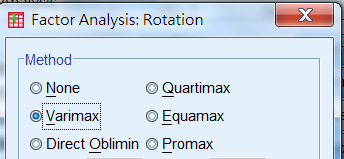 Factor Analysis: Rotation
Method
None Quartimax
Varimax Equamax
Direct Oblimin Promax